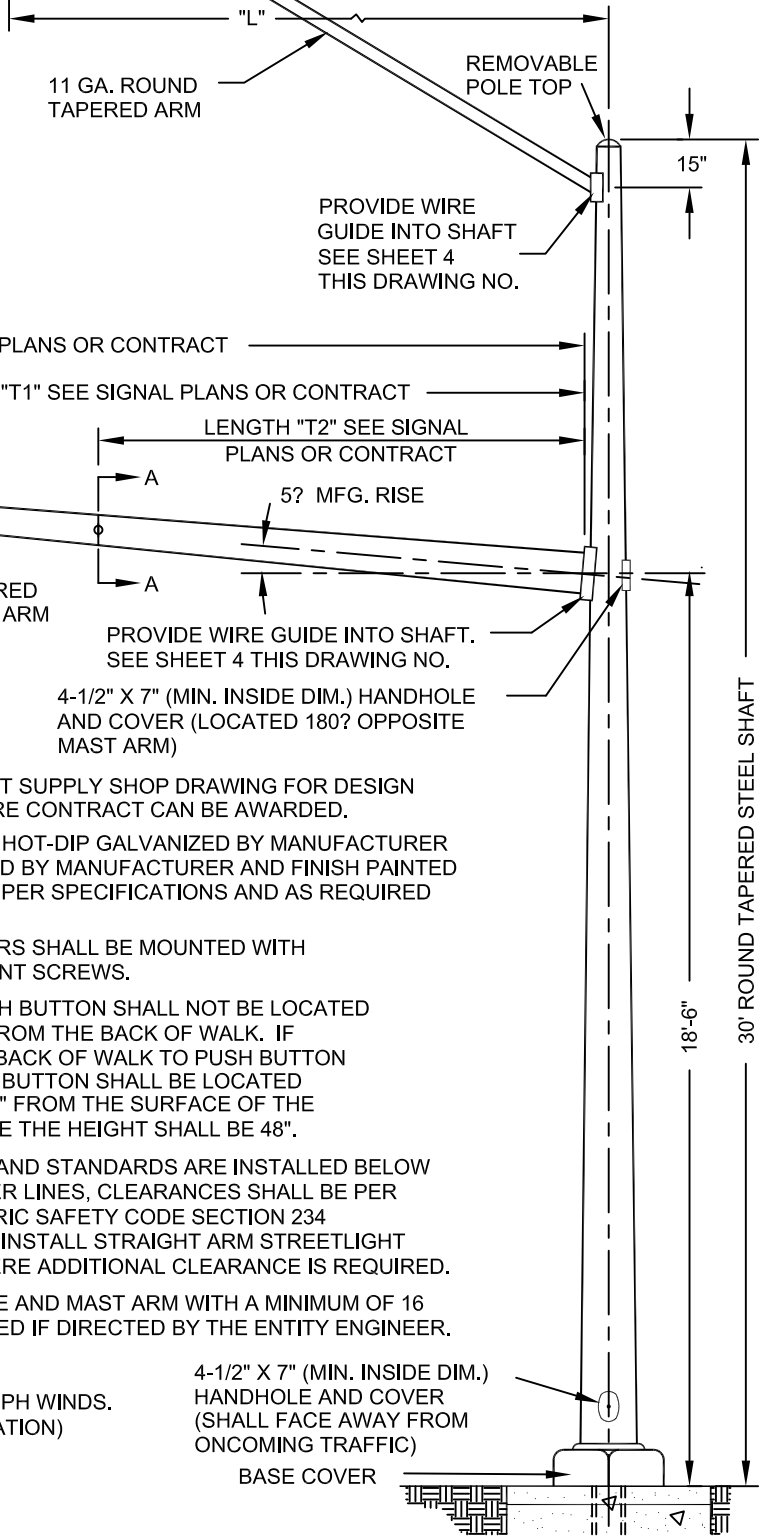 "L"
11 GA. ROUND
TAPERED ARM
REMOVABLE
POLE TOP
15"
PROVIDE WIRE
GUIDE INTO SHAFT
SEE SHEET 4
THIS DRAWING NO.
PLANS OR CONTRACT
"T1" SEE SIGNAL PLANS OR CONTRACT
LENGTH "T2" SEE SIGNAL
PLANS OR CONTRACT
A
5? MFG. RISE
A
RED
ARM
PROVIDE WIRE GUIDE INTO SHAFT.
SEE SHEET 4 THIS DRAWING NO.
4-1/2" X 7" (MIN. INSIDE DIM.) HANDHOLE
AND COVER (LOCATED 180? OPPOSITE
MAST ARM)
T SUPPLY SHOP DRAWING FOR DESIGN
RE CONTRACT CAN BE AWARDED.
HOT-DIP GALVANIZED BY MANUFACTURER
D BY MANUFACTURER AND FINISH PAINTED
PER SPECIFICATIONS AND AS REQUIRED
RS SHALL BE MOUNTED WITH
NT SCREWS.
H BUTTON SHALL NOT BE LOCATED
ROM THE BACK OF WALK. IF
BACK OF WALK TO PUSH BUTTON
BUTTON SHALL BE LOCATED
" FROM THE SURFACE OF THE
E THE HEIGHT SHALL BE 48".
AND STANDARDS ARE INSTALLED BELOW
ER LINES, CLEARANCES SHALL BE PER
RIC SAFETY CODE SECTION 234
INSTALL STRAIGHT ARM STREETLIGHT
ERE ADDITIONAL CLEARANCE IS REQUIRED.
E AND MAST ARM WITH A MINIMUM OF 16
ED IF DIRECTED BY THE ENTITY ENGINEER.
PH WINDS.
ATION)
4-1/2" X 7" (MIN. INSIDE DIM.)
HANDHOLE AND COVER
(SHALL FACE AWAY FROM
ONCOMING TRAFFIC)
BASE COVER
18'-6"
30' ROUND TAPERED STEEL SHAFT